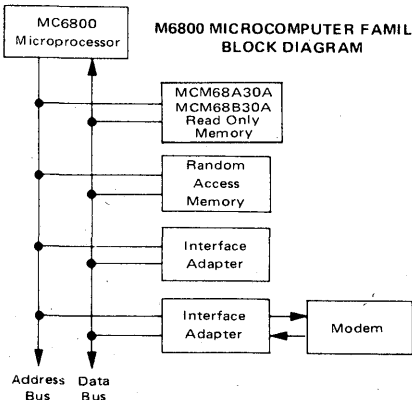 MC6800
Microprocessor
M6800 MICROCOMPUTER FAMIL
BLOCK DIAGRAM
MCM68A30A
MCM68B30A
Read Only
Memory
Random
Access
Memory
Interface
Adapter
Interface
Adapter
Modem
Address
Bus
Data
Bus